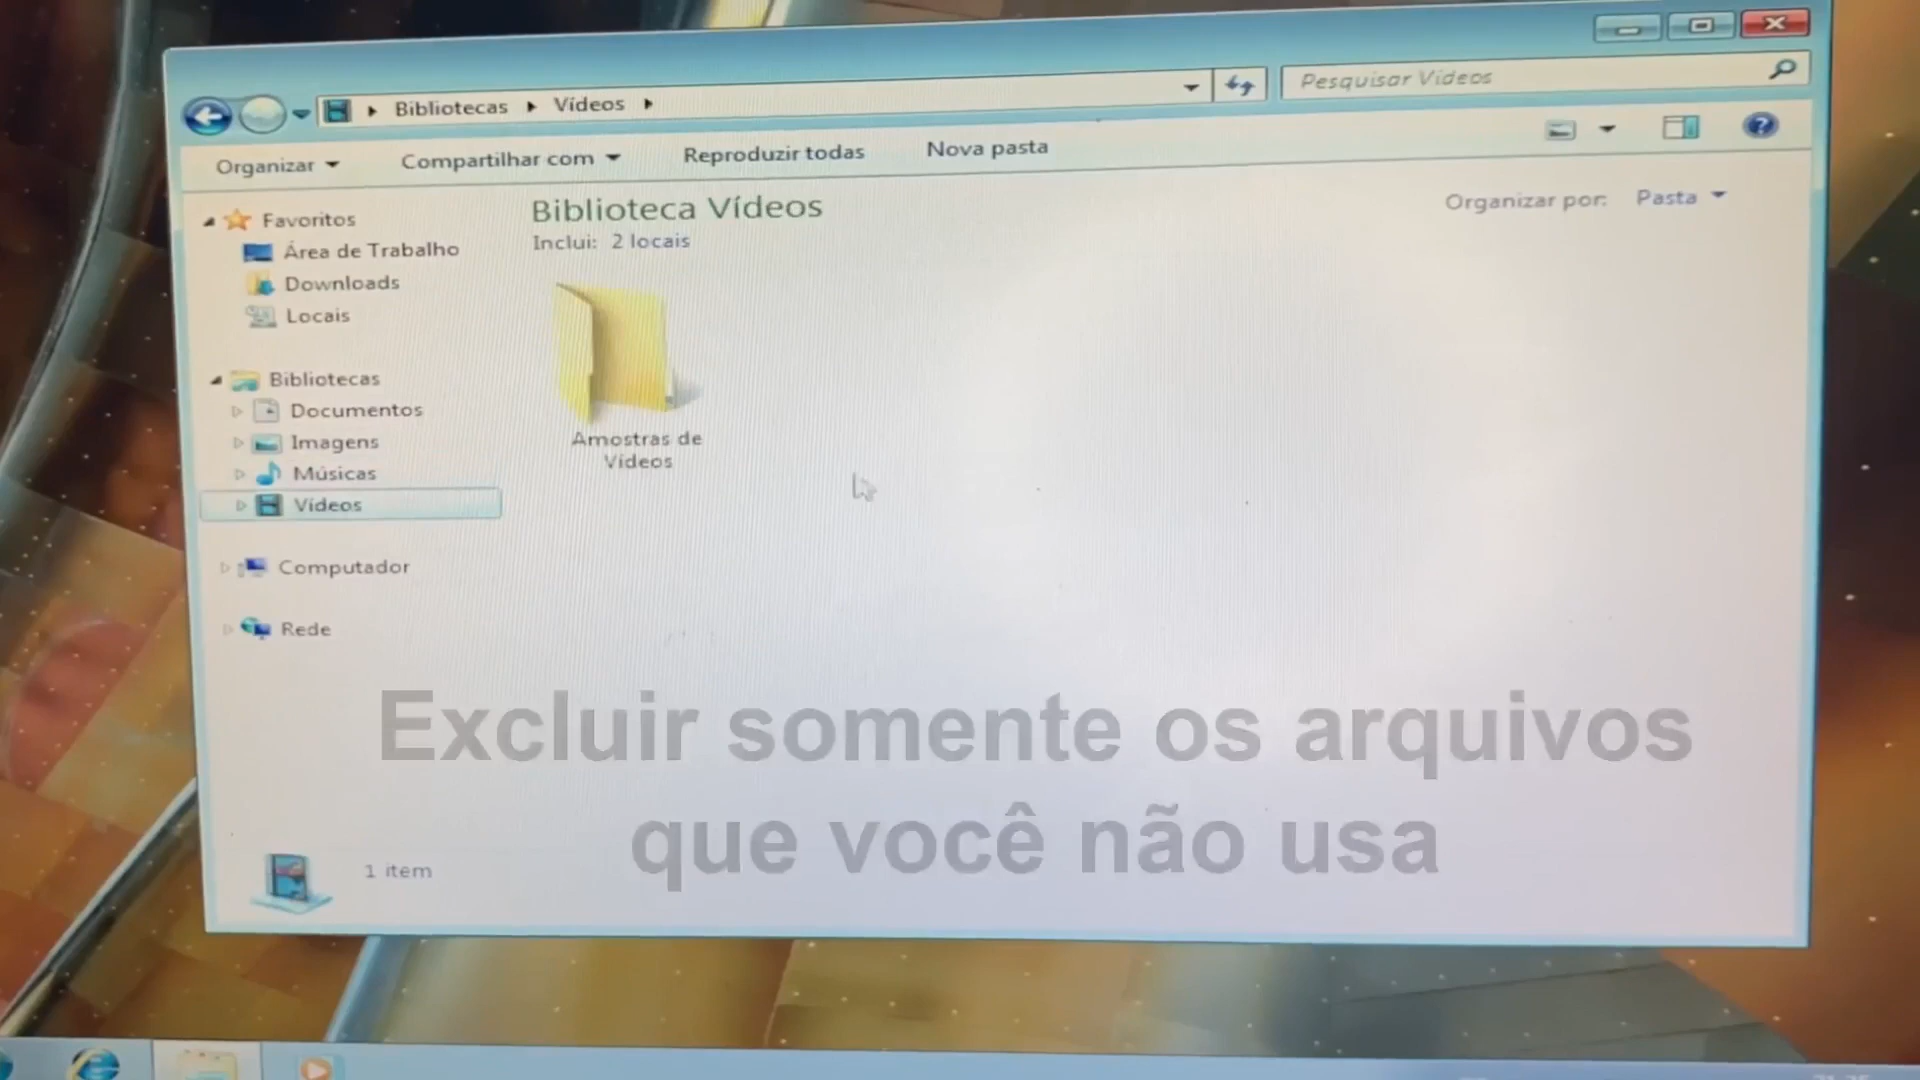 Bibliotecas
Vídeos
Pesquisar Vídeos
Organizar
Compartilhar com
Reproduzir todas
Nova pasta
Favoritos
Área de Trabalho
Downloads
Locais
Bibliotecas
Documentos
Imagens
Músicas
Vídeos
Computador
Rede
Biblioteca Vídeos
Inclui: 2 locais
Organizar por: Pasta
Amostras de
Vídeos
Excluir somente os arquivos
que você não usa
1 item